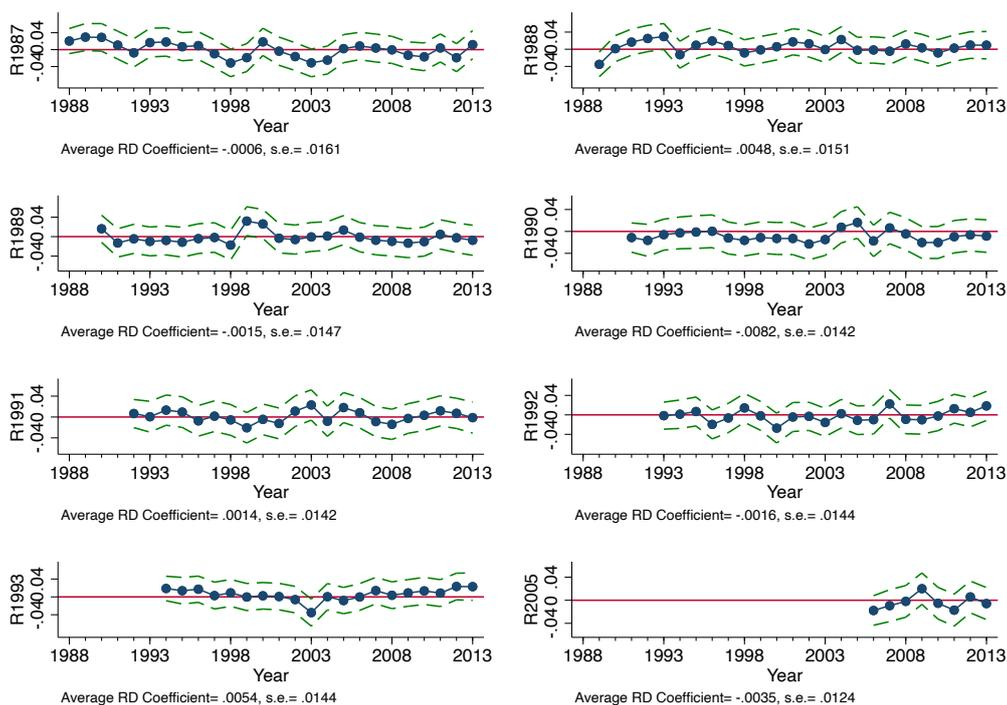 R1987
-.04 0 .04
1988 1993 1998 2003 2008 2013
Year
Average RD Coefficient= -.0006, s.e.= .0161
R1988
-.04 0 .04
1988 1993 1998 2003 2008 2013
Year
Average RD Coefficient= .0048, s.e.= .0151
R1989
-.04 0 .04
1988 1993 1998 2003 2008 2013
Year
Average RD Coefficient= -.0015, s.e.= .0147
R1990
-.04 0 .04
1988 1993 1998 2003 2008 2013
Year
Average RD Coefficient= -.0082, s.e.= .0142
R1991
-.04 0 .04
1988 1993 1998 2003 2008 2013
Year
Average RD Coefficient= .0014, s.e.= .0142
R1992
-.04 0 .04
1988 1993 1998 2003 2008 2013
Year
Average RD Coefficient= -.0016, s.e.= .0144
R1993
-.04 0 .04
1988 1993 1998 2003 2008 2013
Year
Average RD Coefficient= .0054, s.e.= .0144
R2005
-.04 0 .04
1988 1993 1998 2003 2008 2013
Year
Average RD Coefficient= -.0035, s.e.= .0124